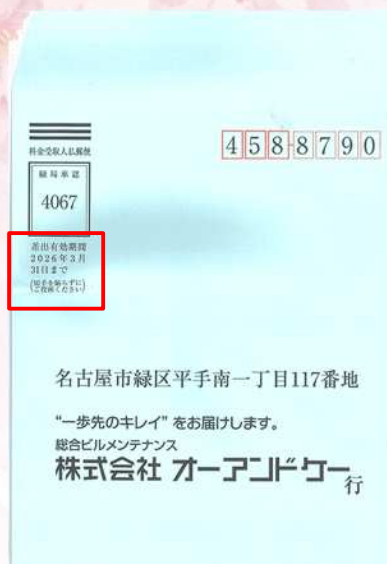 料金受取人払郵便
緑局承認
4067
差出有効期間
2026年3月
31日まで
(切手を貼らずに
ご投函ください)
458-8790
名古屋市緑区平手南一丁目117番地
“一歩先のキレイ”をお届けします。
総合ビルメンテナンス
株式会社 オーアンドケー
行